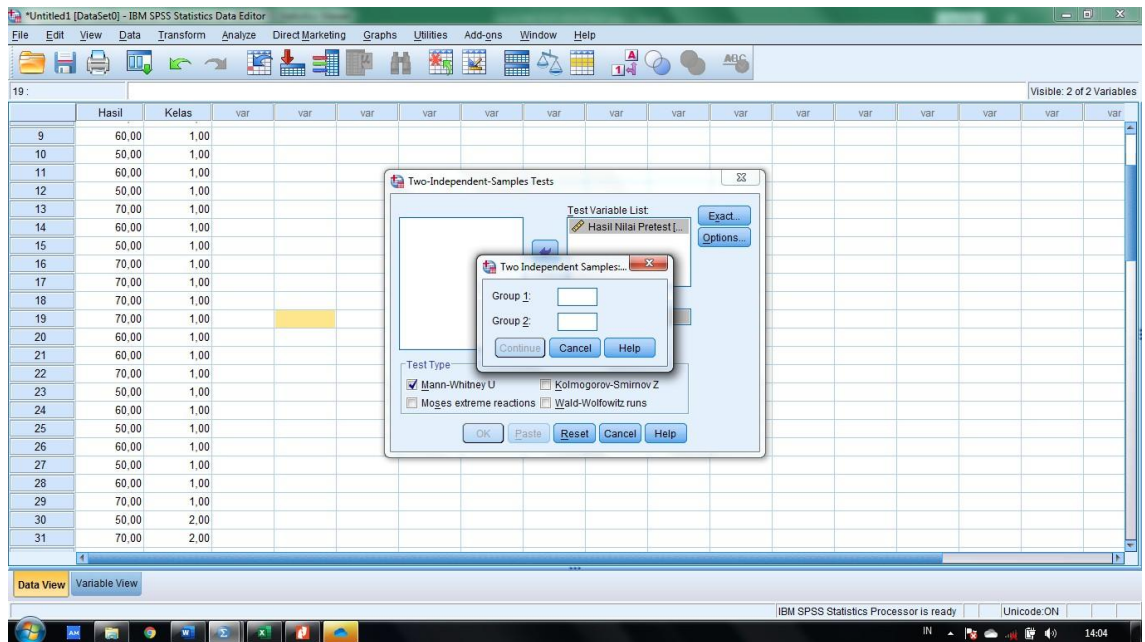 *Untitled1 [DataSet0] - IBM SPSS Statistics Data Editor
File Edit View Data Transform Analyze Direct Marketing Graphs Utilities Add-ons Window Help
19 :
Visible: 2 of 2 Variables
Hasil Kelas var var var var var var var var var var var var var var var
9 60,00 1,00
10 50,00 1,00
11 60,00 1,00
12 50,00 1,00
13 70,00 1,00
14 60,00 1,00
15 50,00 1,00
16 70,00 1,00
17 70,00 1,00
18 70,00 1,00
19 70,00 1,00
20 60,00 1,00
21 60,00 1,00
22 70,00 1,00
23 50,00 1,00
24 60,00 1,00
25 50,00 1,00
26 60,00 1,00
27 50,00 1,00
28 60,00 1,00
29 70,00 1,00
30 50,00 2,00
31 70,00 2,00
Two-Independent-Samples Tests
Test Variable List:
Hasil Nilai Pretest [...
Exact...
Options...
Two Independent Samples:...
Group 1:
Group 2:
Continue Cancel Help
Test Type
Mann-Whitney U Kolmogorov-Smirnov Z
Moses extreme reactions Wald-Wolfowitz runs
OK Paste Reset Cancel Help
Data View Variable View
IBM SPSS Statistics Processor is ready Unicode:ON
IN 14:04